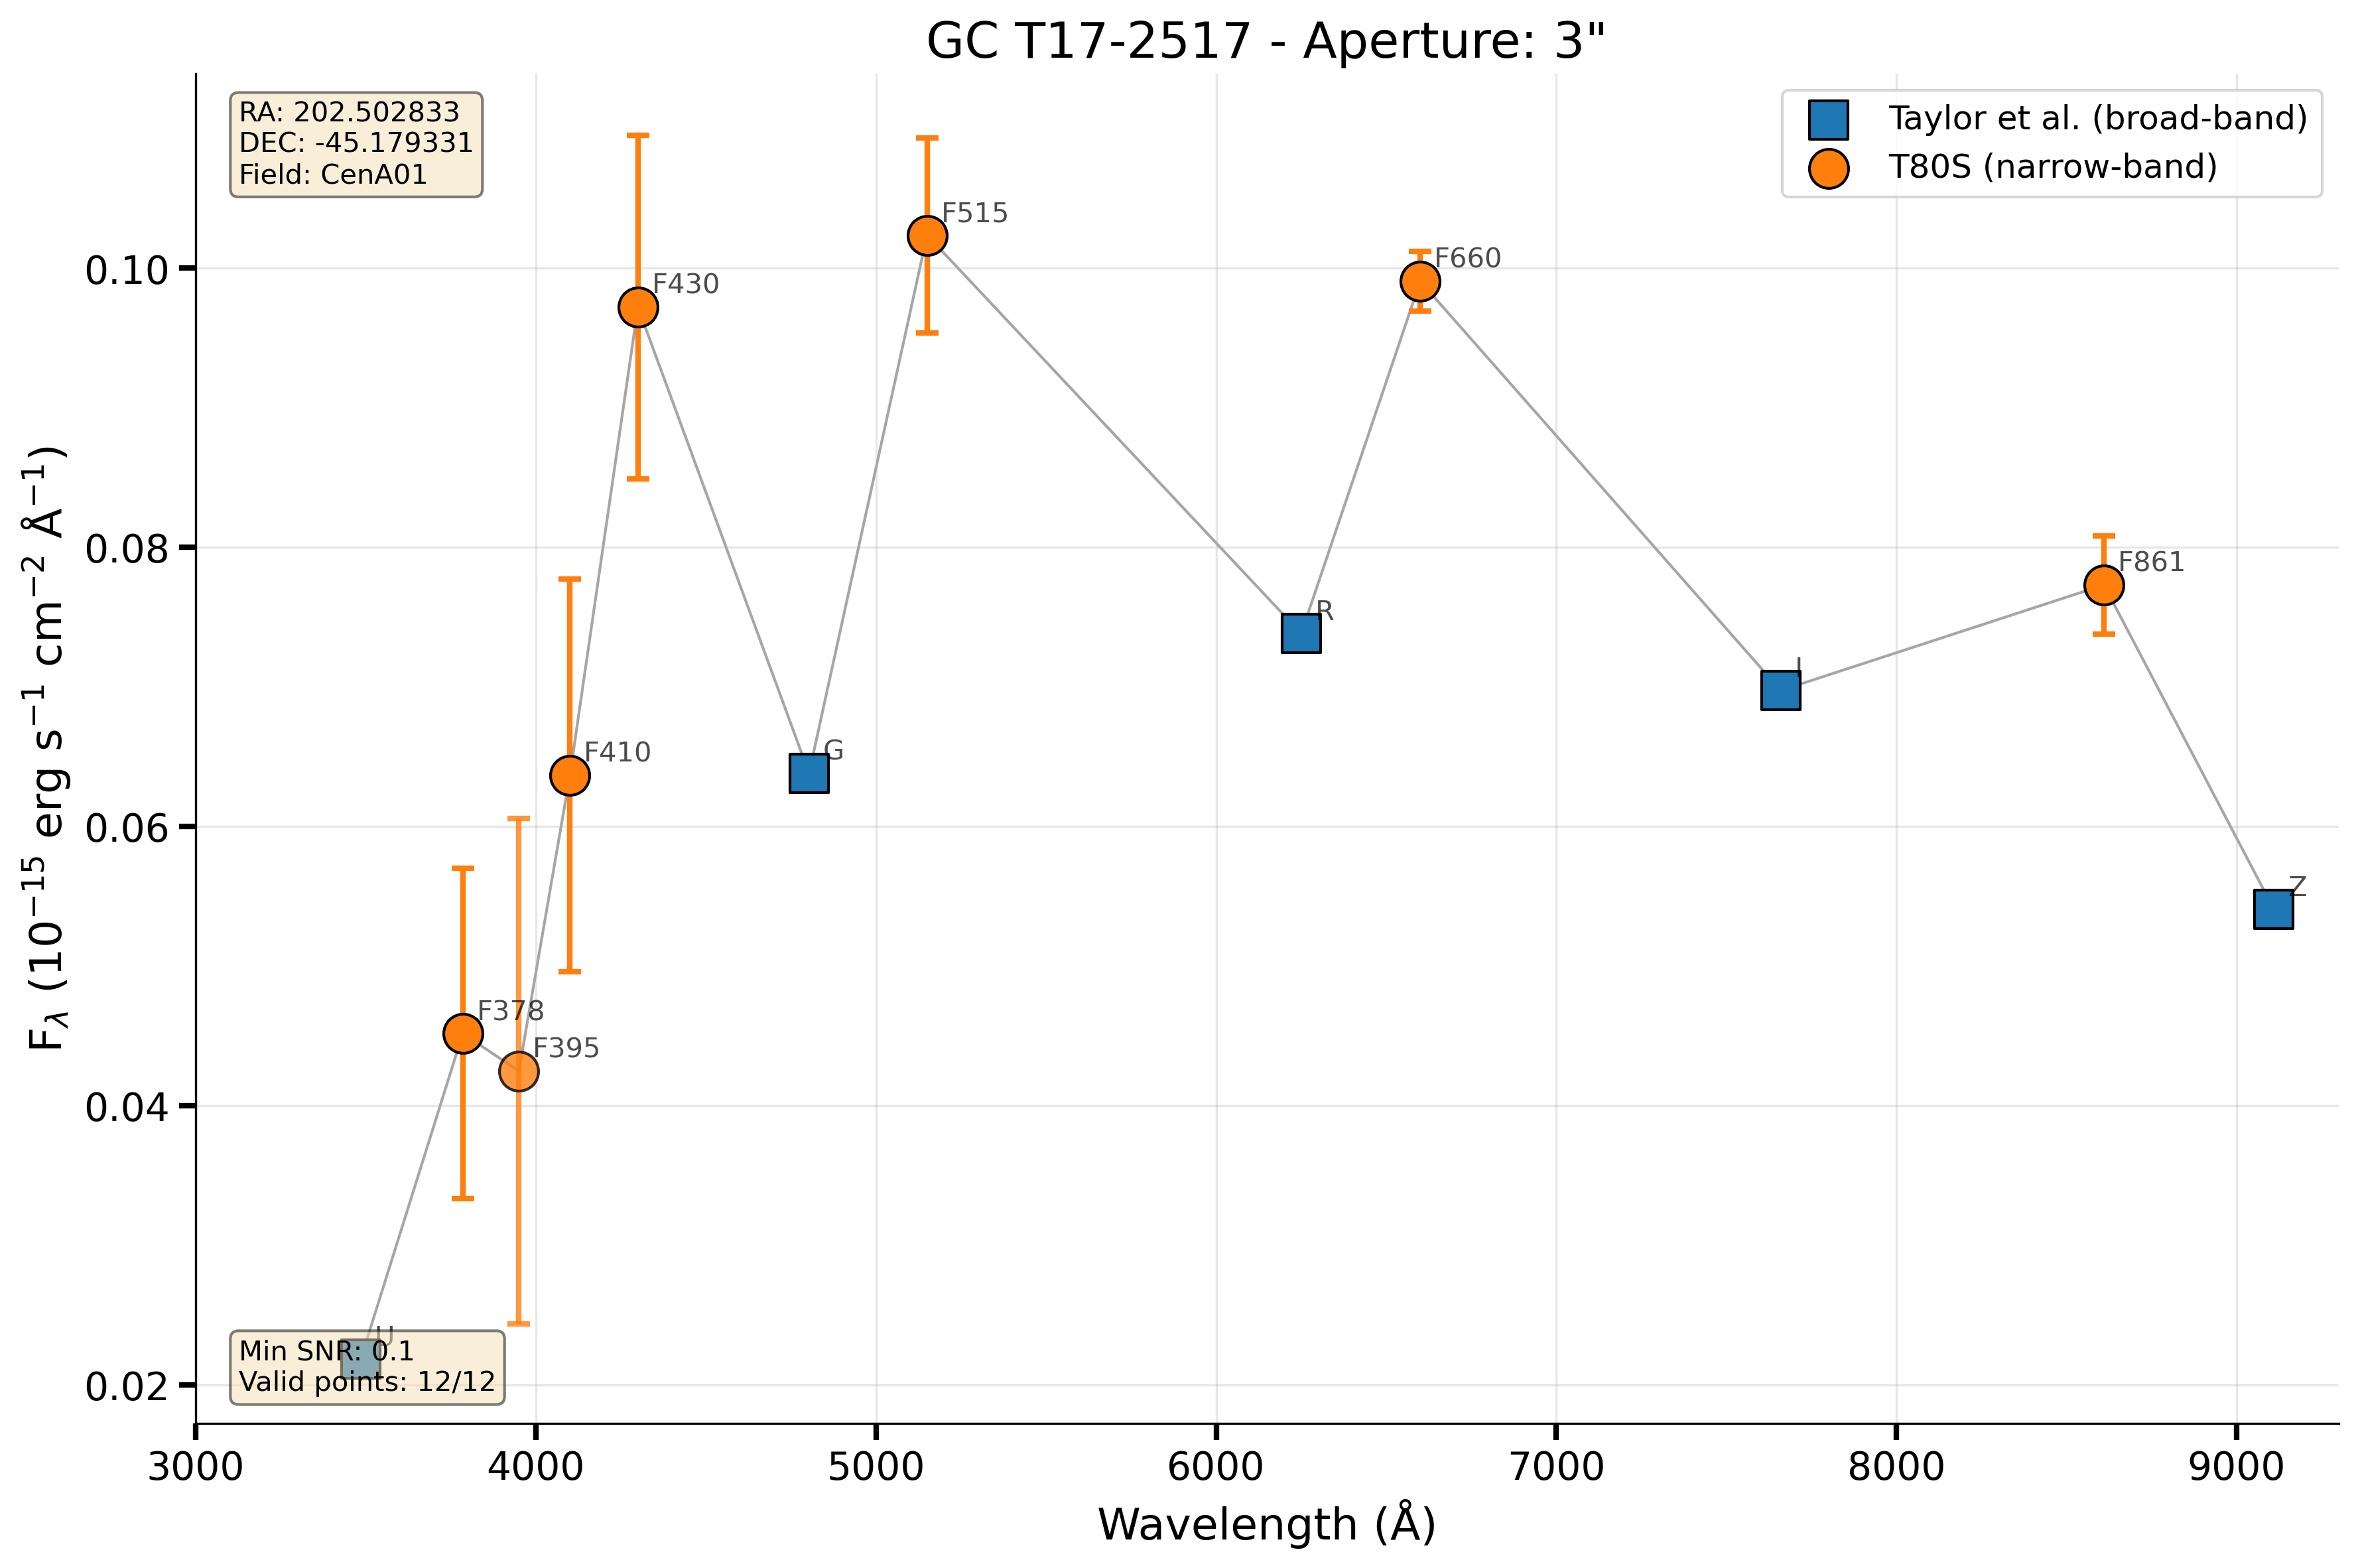 GC T17-2517 - Aperture: 3"
RA: 202.502833
DEC: -45.179331
Field: CenA01
Taylor et al. (broad-band)
T80S (narrow-band)
F515
F660
F430
F861
R
I
G
F410
Z
F378
F395
U
Min SNR: 0.1
Valid points: 12/12
0.10
0.08
0.06
0.04
0.02
F_λ (10⁻¹⁵ erg s⁻¹ cm⁻² Å⁻¹)
3000 4000 5000 6000 7000 8000 9000
Wavelength (Å)